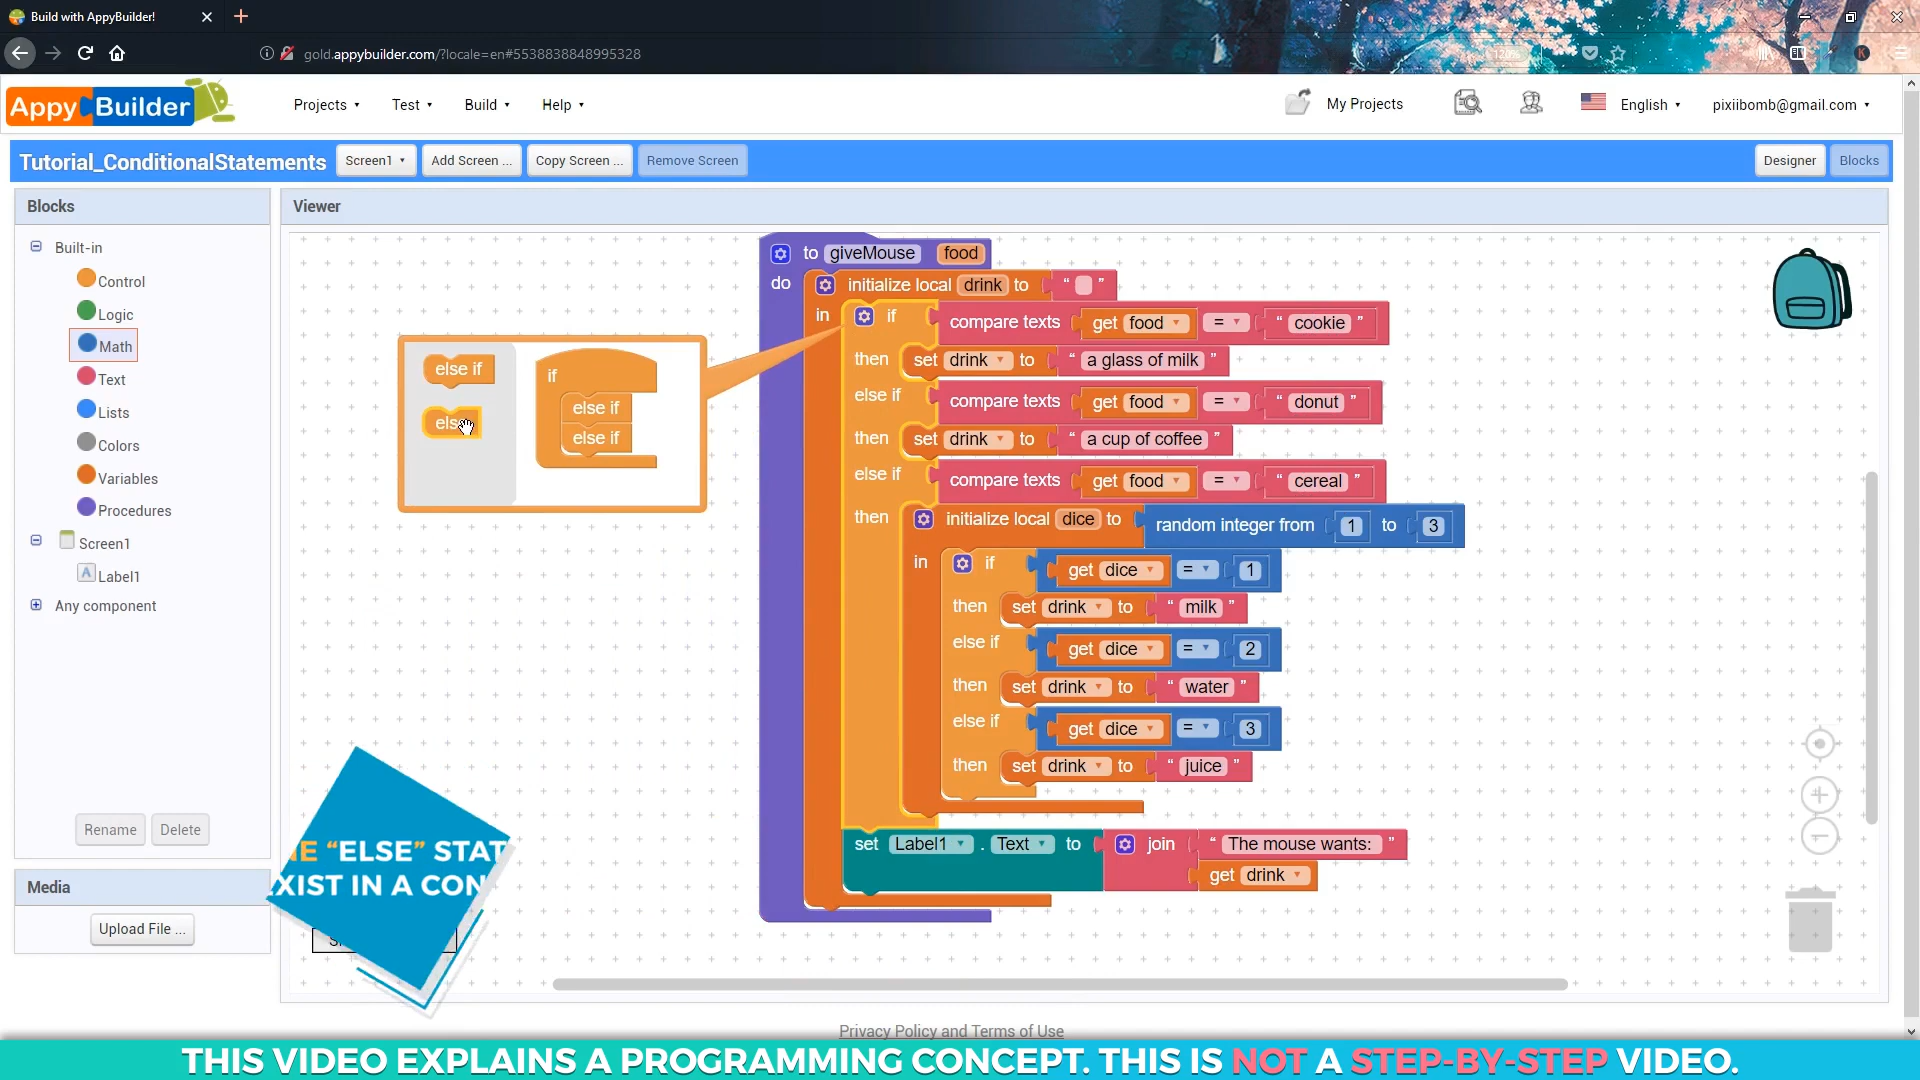 Build with AppyBuilder!
gold.appybuilder.com/?locale=en#5538838848995328
120%
AppyBuilder
Projects
Test
Build
Help
My Projects
English
pixiibomb@gmail.com
Tutorial_ConditionalStatements
Screen1
Add Screen ...
Copy Screen ...
Remove Screen
Designer
Blocks
Blocks
Built-in
Control
Logic
Math
Text
Lists
Colors
Variables
Procedures
Screen1
A Label1
Any component
Rename
Delete
Media
Upload File ...
Viewer
else if
else
if
else if
else if
to giveMouse food
do initialize local drink to " "
in if compare texts get food = " cookie "
then set drink to " a glass of milk "
else if compare texts get food = " donut "
then set drink to " a cup of coffee "
else if compare texts get food = " cereal "
then initialize local dice to random integer from 1 to 3
in if get dice = 1
then set drink to " milk "
else if get dice = 2
then set drink to " water "
else if get dice = 3
then set drink to " juice "
set Label1 . Text to join " The mouse wants: "
get drink
"ELSE" STAT
XIST IN A CON
Privacy Policy and Terms of Use
THIS VIDEO EXPLAINS A PROGRAMMING CONCEPT. THIS IS NOT A STEP-BY-STEP VIDEO.